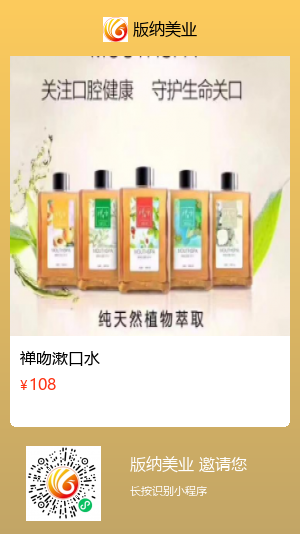 版纳美业
关注口腔健康 守护生命关口
纯天然植物萃取
禅吻漱口水
¥108
版纳美业 邀请您
长按识别小程序